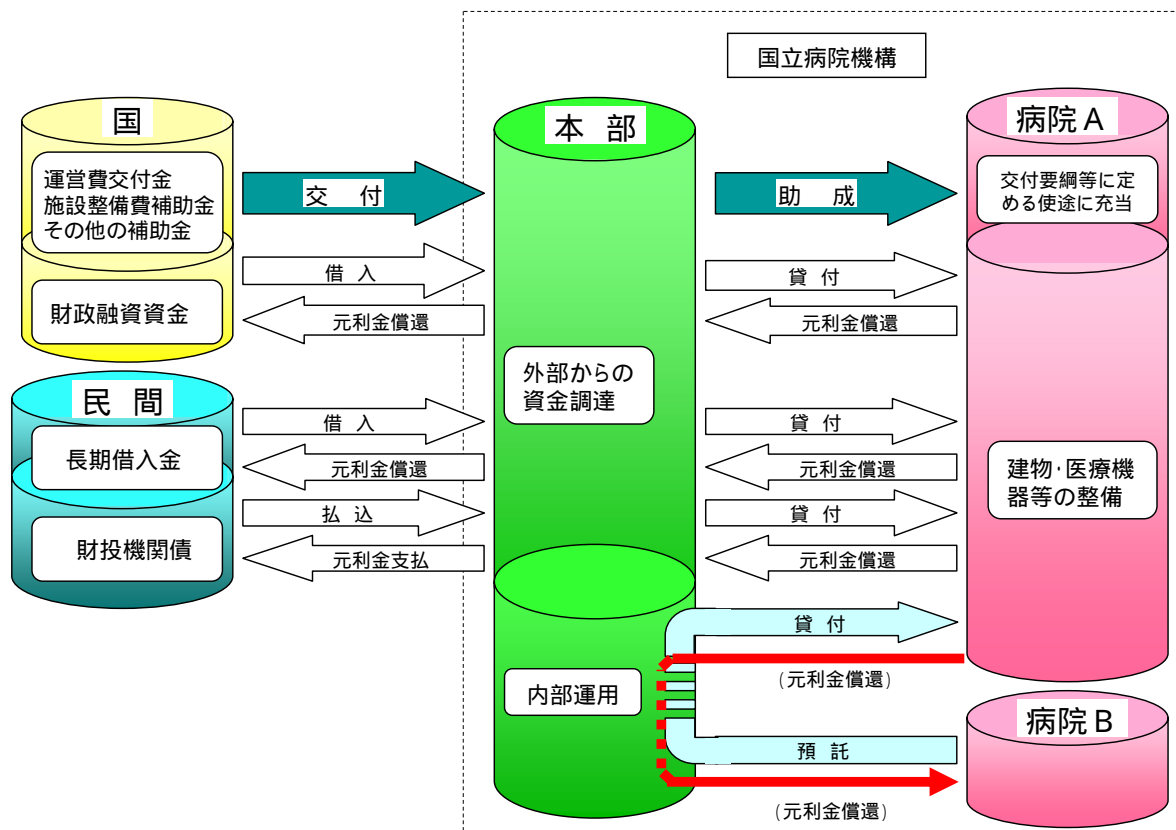 国立病院機構
国
運営費交付金
施設整備費補助金
その他の補助金
財政融資資金
民 間
長期借入金
財投機関債
交 付
借 入
元利金償還
借 入
元利金償還
払 込
元利金支払
本 部
外部からの
資金調達
内部運用
助 成
貸 付
元利金償還
貸 付
元利金償還
貸 付
元利金償還
貸 付
(元利金償還)
預 託
(元利金償還)
病院A
交付要綱等に定
める使途に充当
建物・医療機
器等の整備
病院B